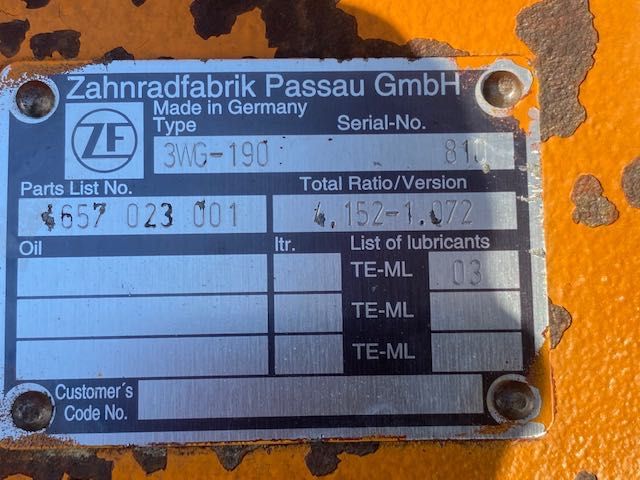 Zahnradfabrik Passau GmbH
ZF
Made in Germany
Type Serial-No.
3WG-190 810
Parts List No. Total Ratio/Version
4657 023 001 4.152-1.072
Oil ltr. List of lubricants
TE-ML 03
TE-ML
TE-ML
Customer's
Code No.